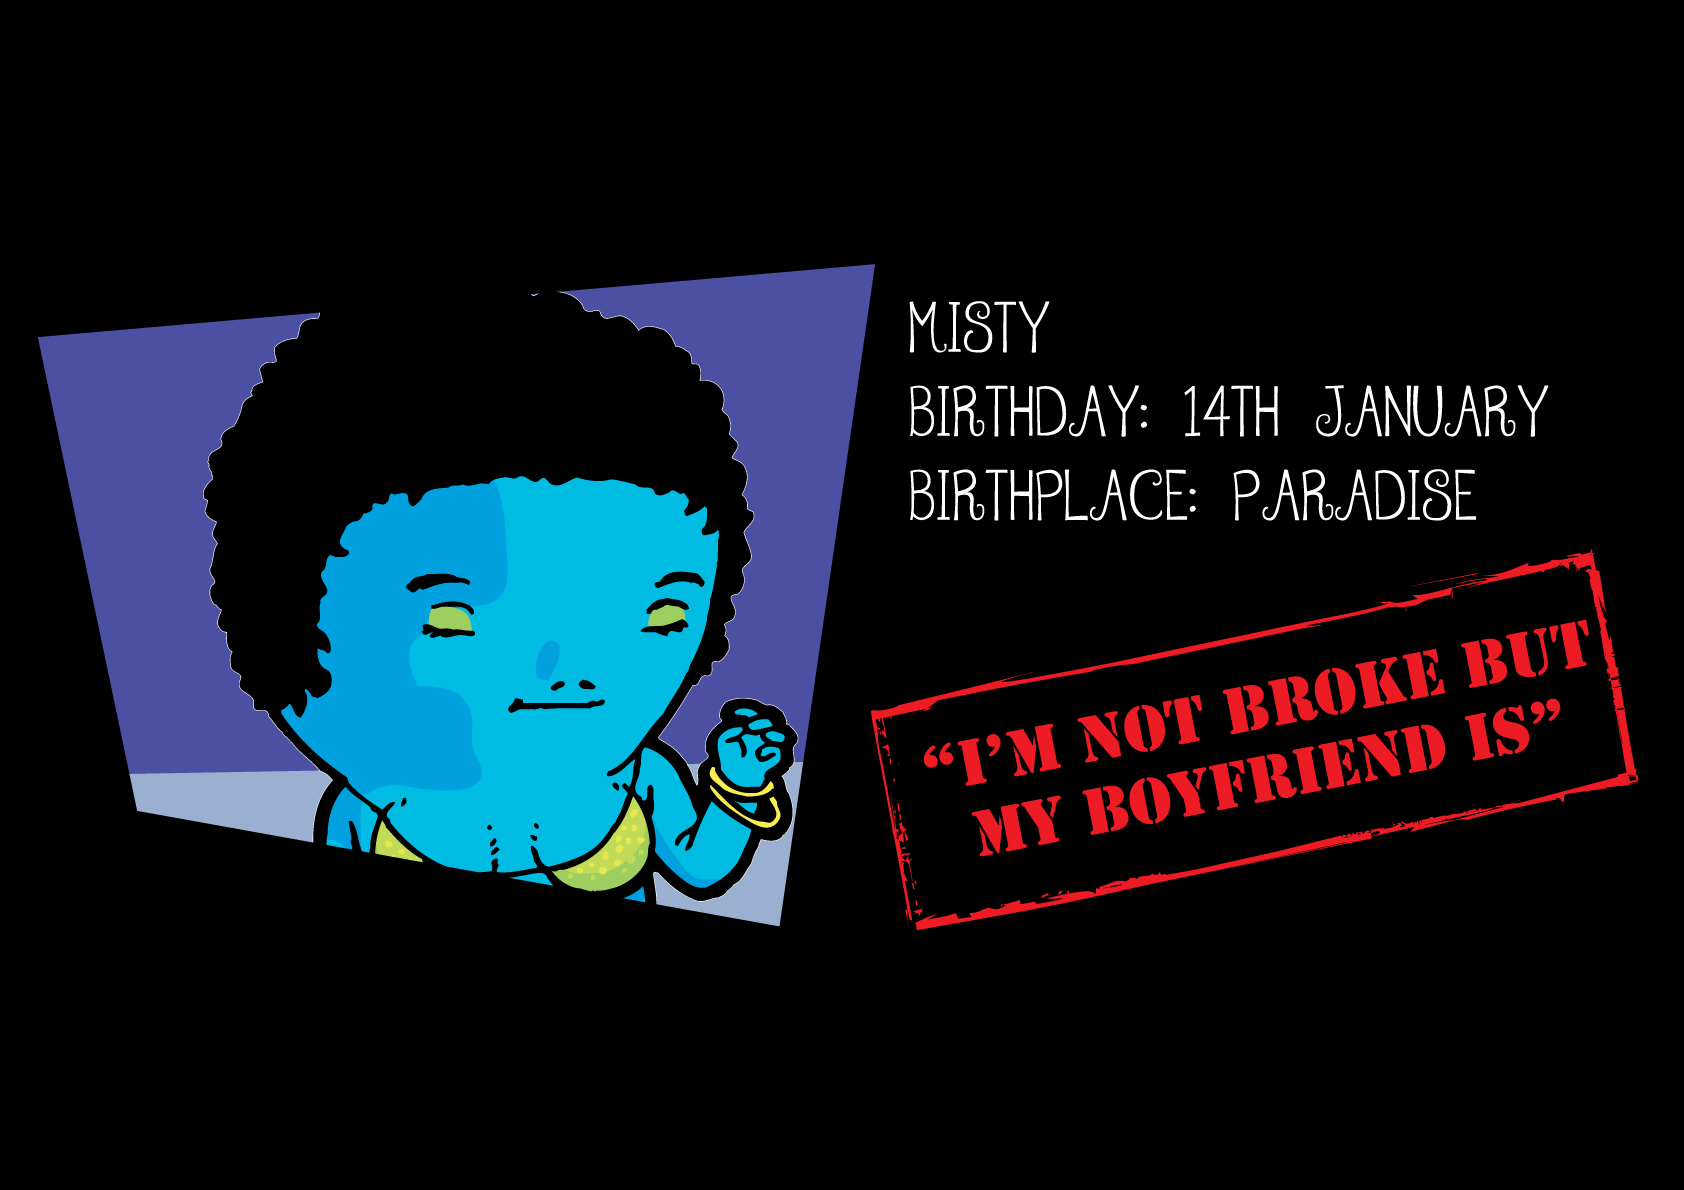 MISTY
BIRTHDAY: 14TH JANUARY
BIRTHPLACE: PARADISE
“I’M NOT BROKE BUT
MY BOYFRIEND IS”